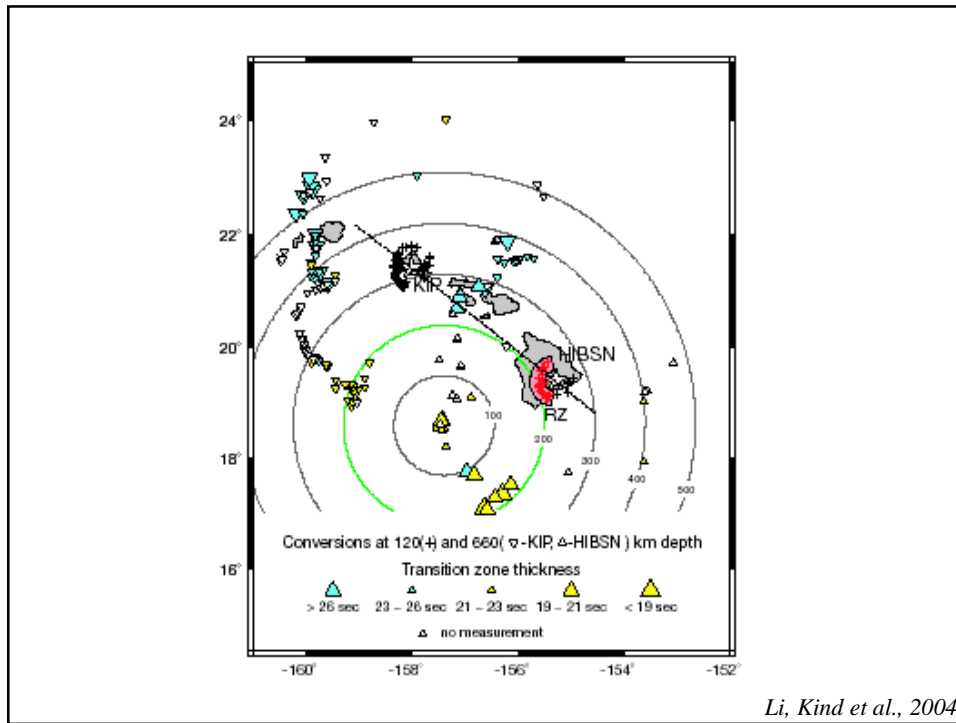 24°
22°
20°
18°
16°
KIP
HIBSN
RZ
100
200
300
400
500
Conversions at 120(+) and 660( ▿-KIP, ▵-HIBSN ) km depth
Transition zone thickness
> 26 sec 23 – 26 sec 21 – 23 sec 19 – 21 sec < 19 sec
no measurement
-160° -158° -156° -154° -152°
Li, Kind et al., 2004